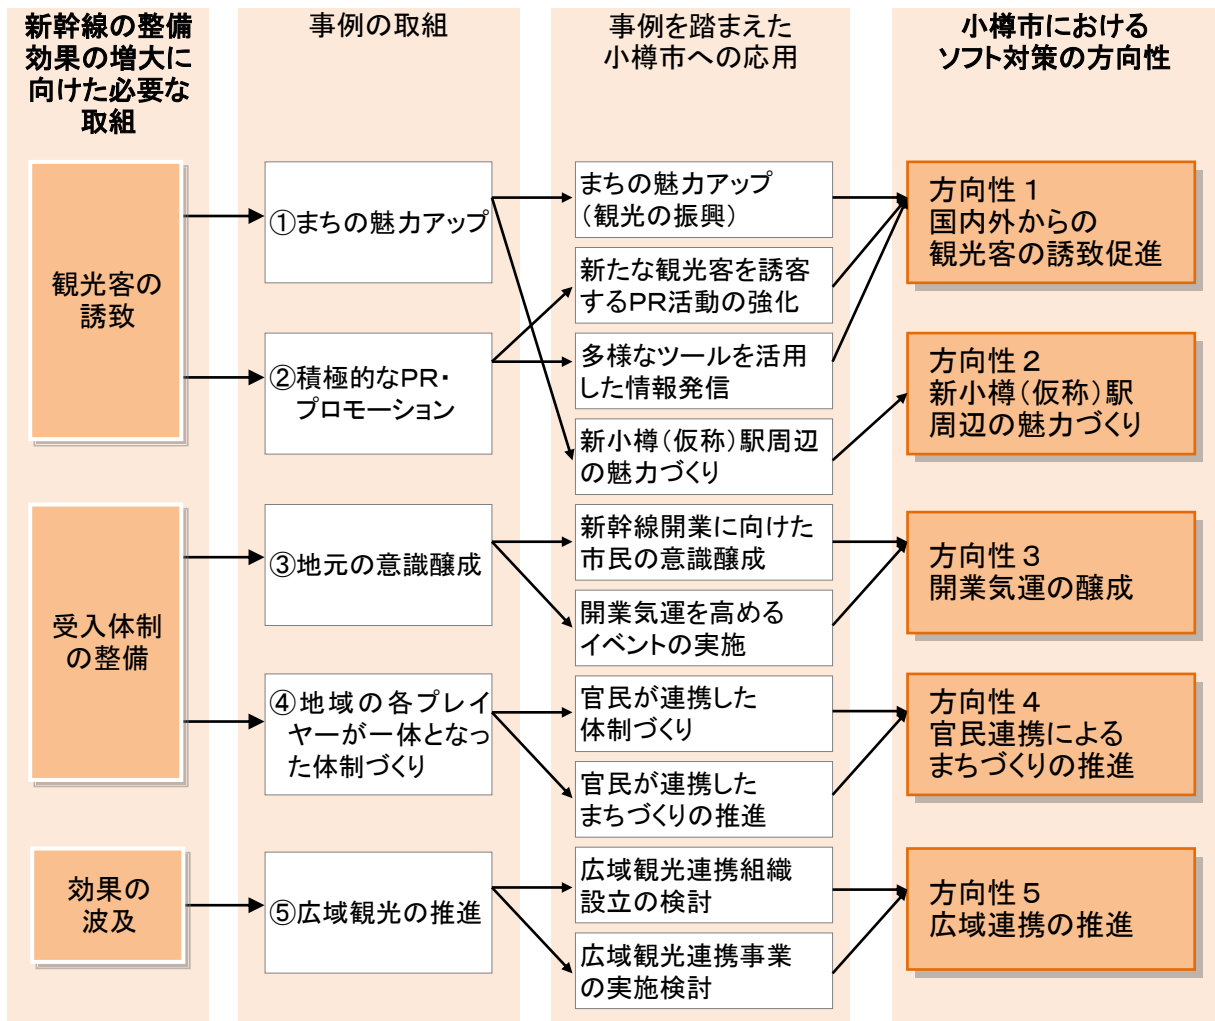 新幹線の整備
効果の増大に
向けた必要な
取組
事例の取組
事例を踏まえた
小樽市への応用
小樽市における
ソフト対策の方向性
観光客の
誘致
受入体制
の整備
効果の
波及
①まちの魅力アップ
②積極的なPR・
プロモーション
③地元の意識醸成
④地域の各プレイ
ヤーが一体となっ
た体制づくり
⑤広域観光の推進
まちの魅力アップ
（観光の振興）
新たな観光客を誘客
するPR活動の強化
多様なツールを活用
した情報発信
新小樽（仮称）駅周辺
の魅力づくり
新幹線開業に向けた
市民の意識醸成
開業気運を高める
イベントの実施
官民が連携した
体制づくり
官民が連携した
まちづくりの推進
広域観光連携組織
設立の検討
広域観光連携事業
の実施検討
方向性１
国内外からの
観光客の誘致促進
方向性２
新小樽（仮称）駅
周辺の魅力づくり
方向性３
開業気運の醸成
方向性４
官民連携による
まちづくりの推進
方向性５
広域連携の推進